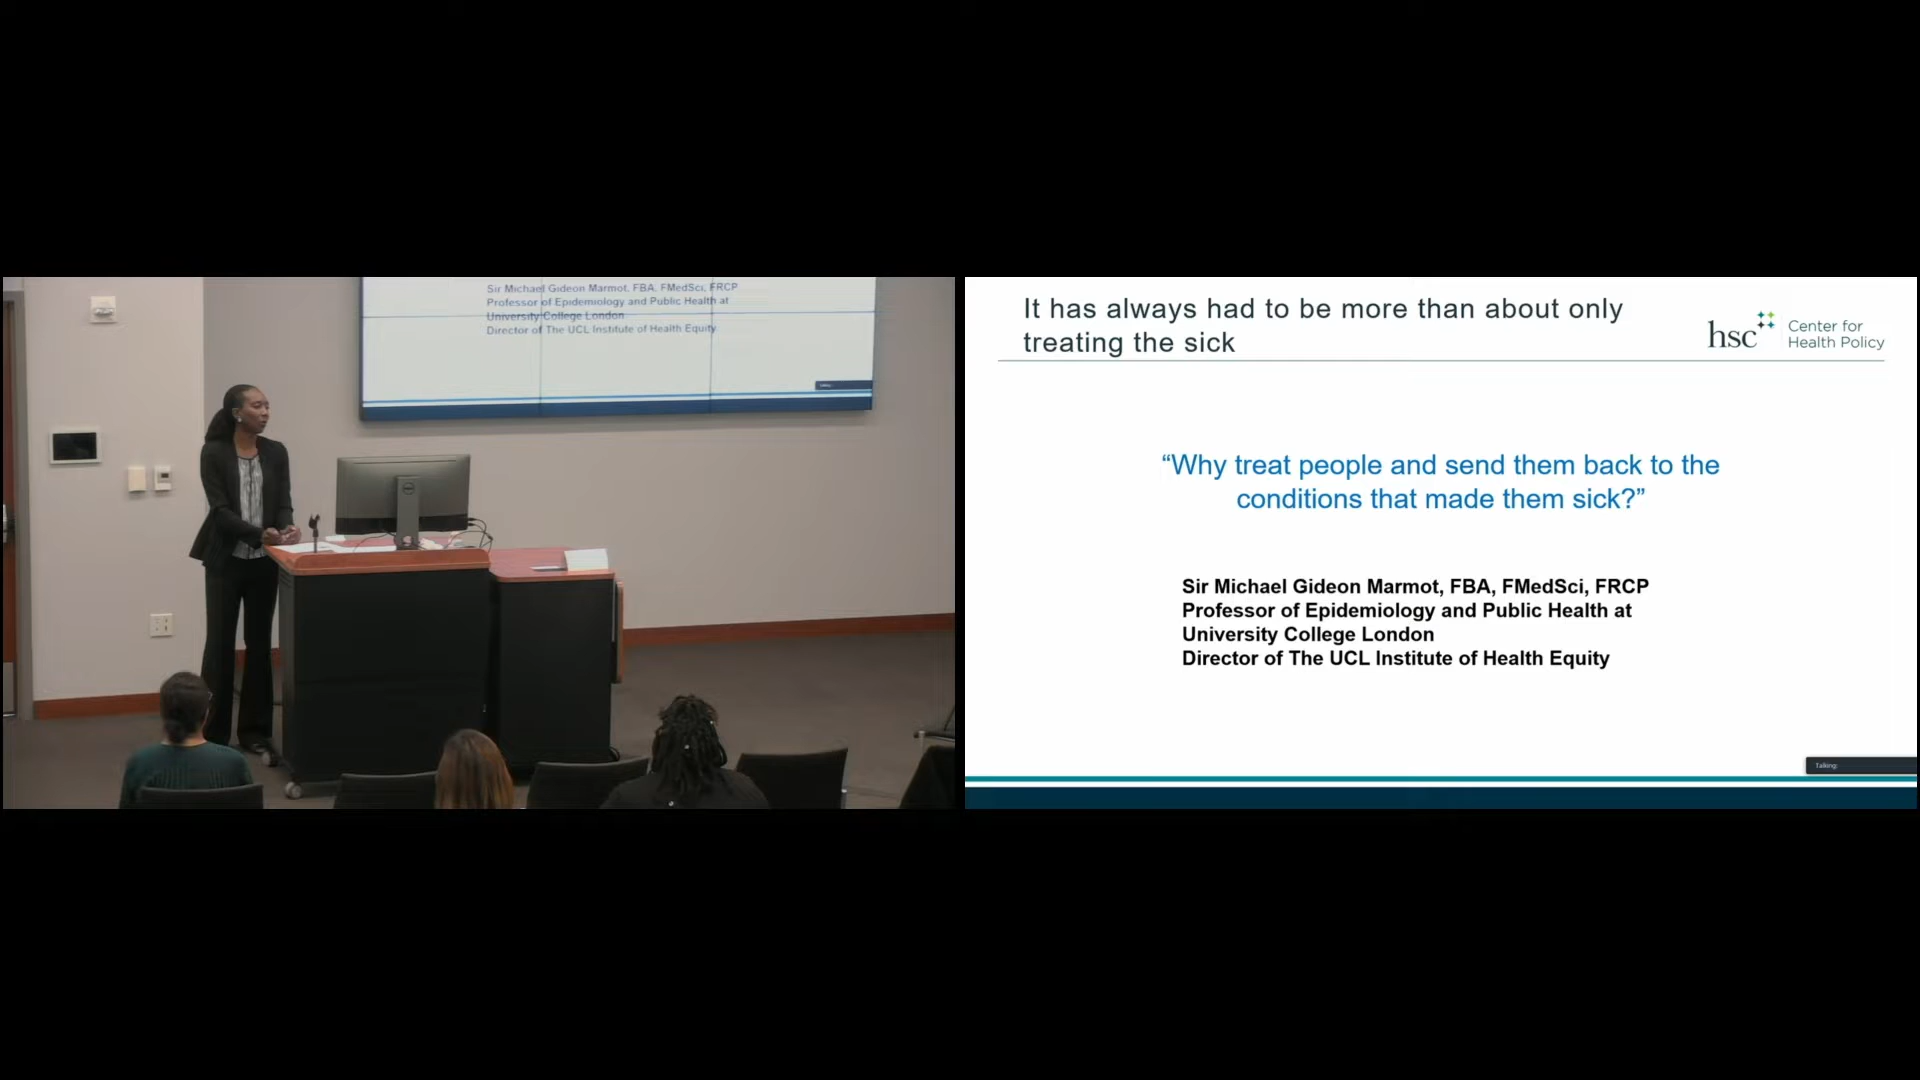 Sir Michael Gideon Marmot, FBA, FMedSci, FRCP
Professor of Epidemiology and Public Health at
University College London
Director of The UCL Institute of Health Equity
It has always had to be more than about only
treating the sick
hsc
Center for
Health Policy
“Why treat people and send them back to the
conditions that made them sick?”
Sir Michael Gideon Marmot, FBA, FMedSci, FRCP
Professor of Epidemiology and Public Health at
University College London
Director of The UCL Institute of Health Equity
Talking: